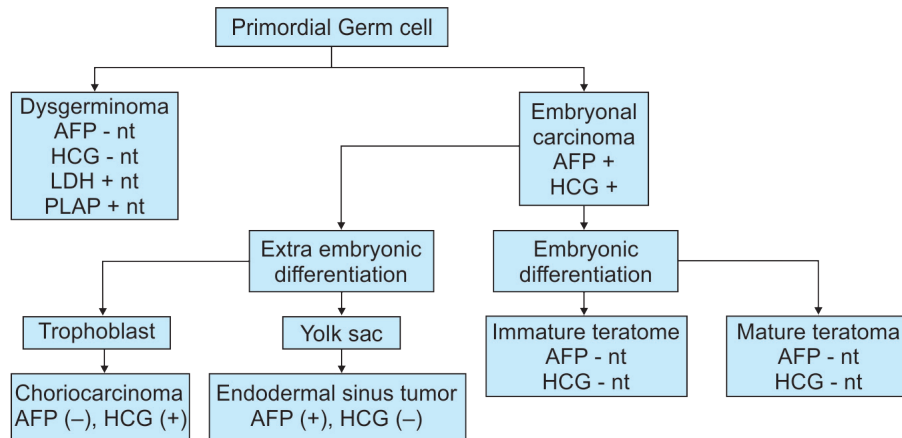 Primordial Germ cell
Dysgerminoma
AFP - nt
HCG - nt
LDH + nt
PLAP + nt
Embryonal
carcinoma
AFP +
HCG +
Extra embryonic
differentiation
Embryonic
differentiation
Trophoblast
Yolk sac
Immature teratome
AFP - nt
HCG - nt
Mature teratoma
AFP - nt
HCG - nt
Choriocarcinoma
AFP (–), HCG (+)
Endodermal sinus tumor
AFP (+), HCG (–)